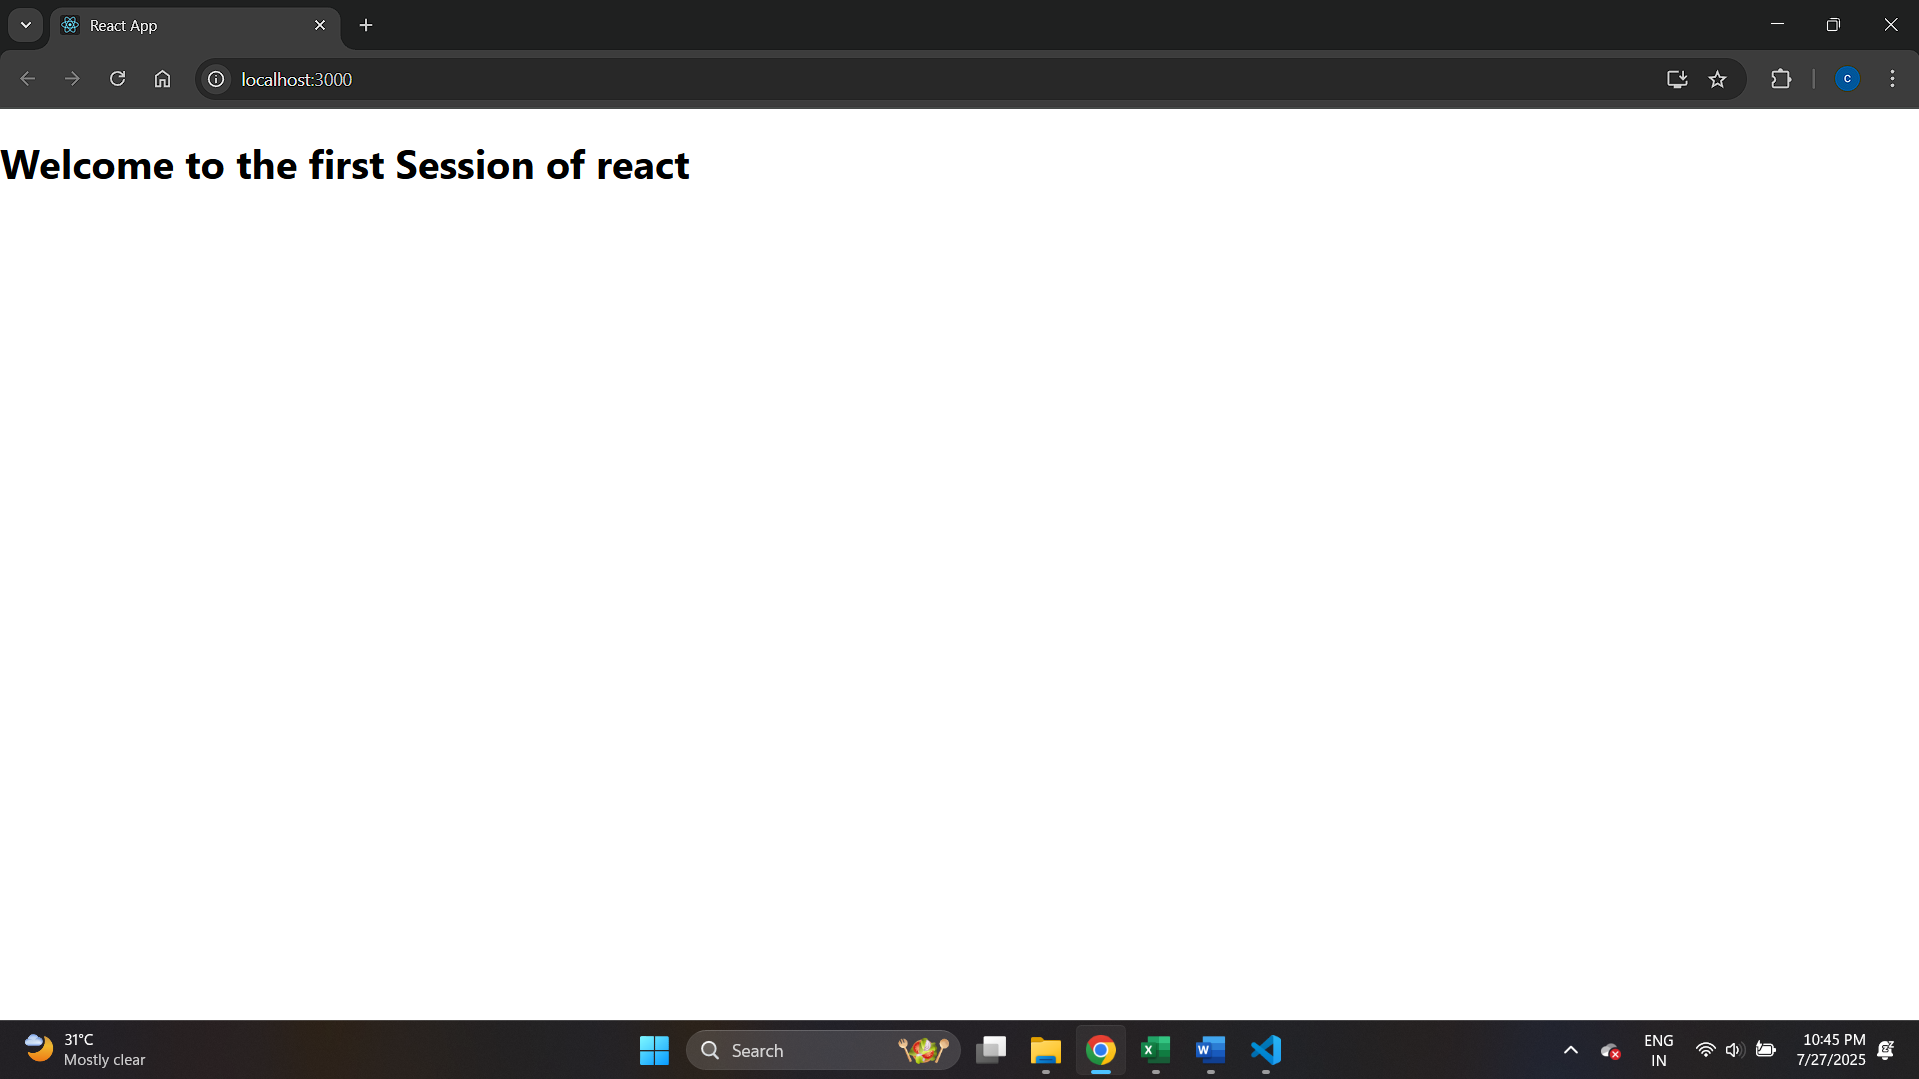 React App
localhost:3000
C
Welcome to the first Session of react
31°C
Mostly clear
Search
ENG
IN
10:45 PM
7/27/2025